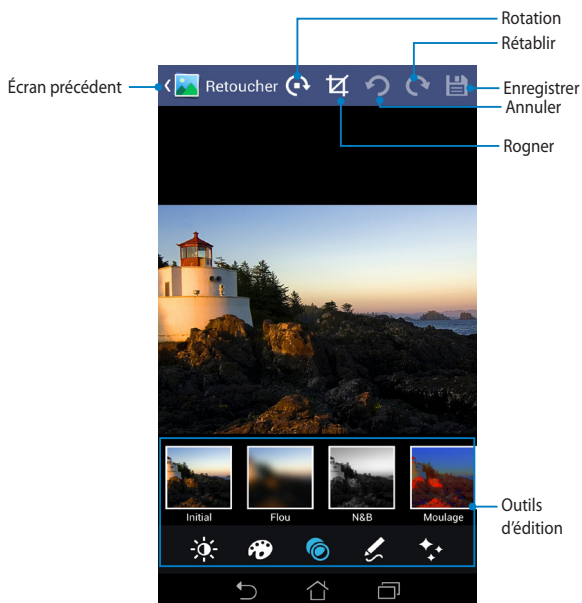 Rotation
Rétablir
Écran précédent
Retoucher
Enregistrer
Annuler
Rogner
Initial
Flou
N&B
Moulage
Outils
d'édition